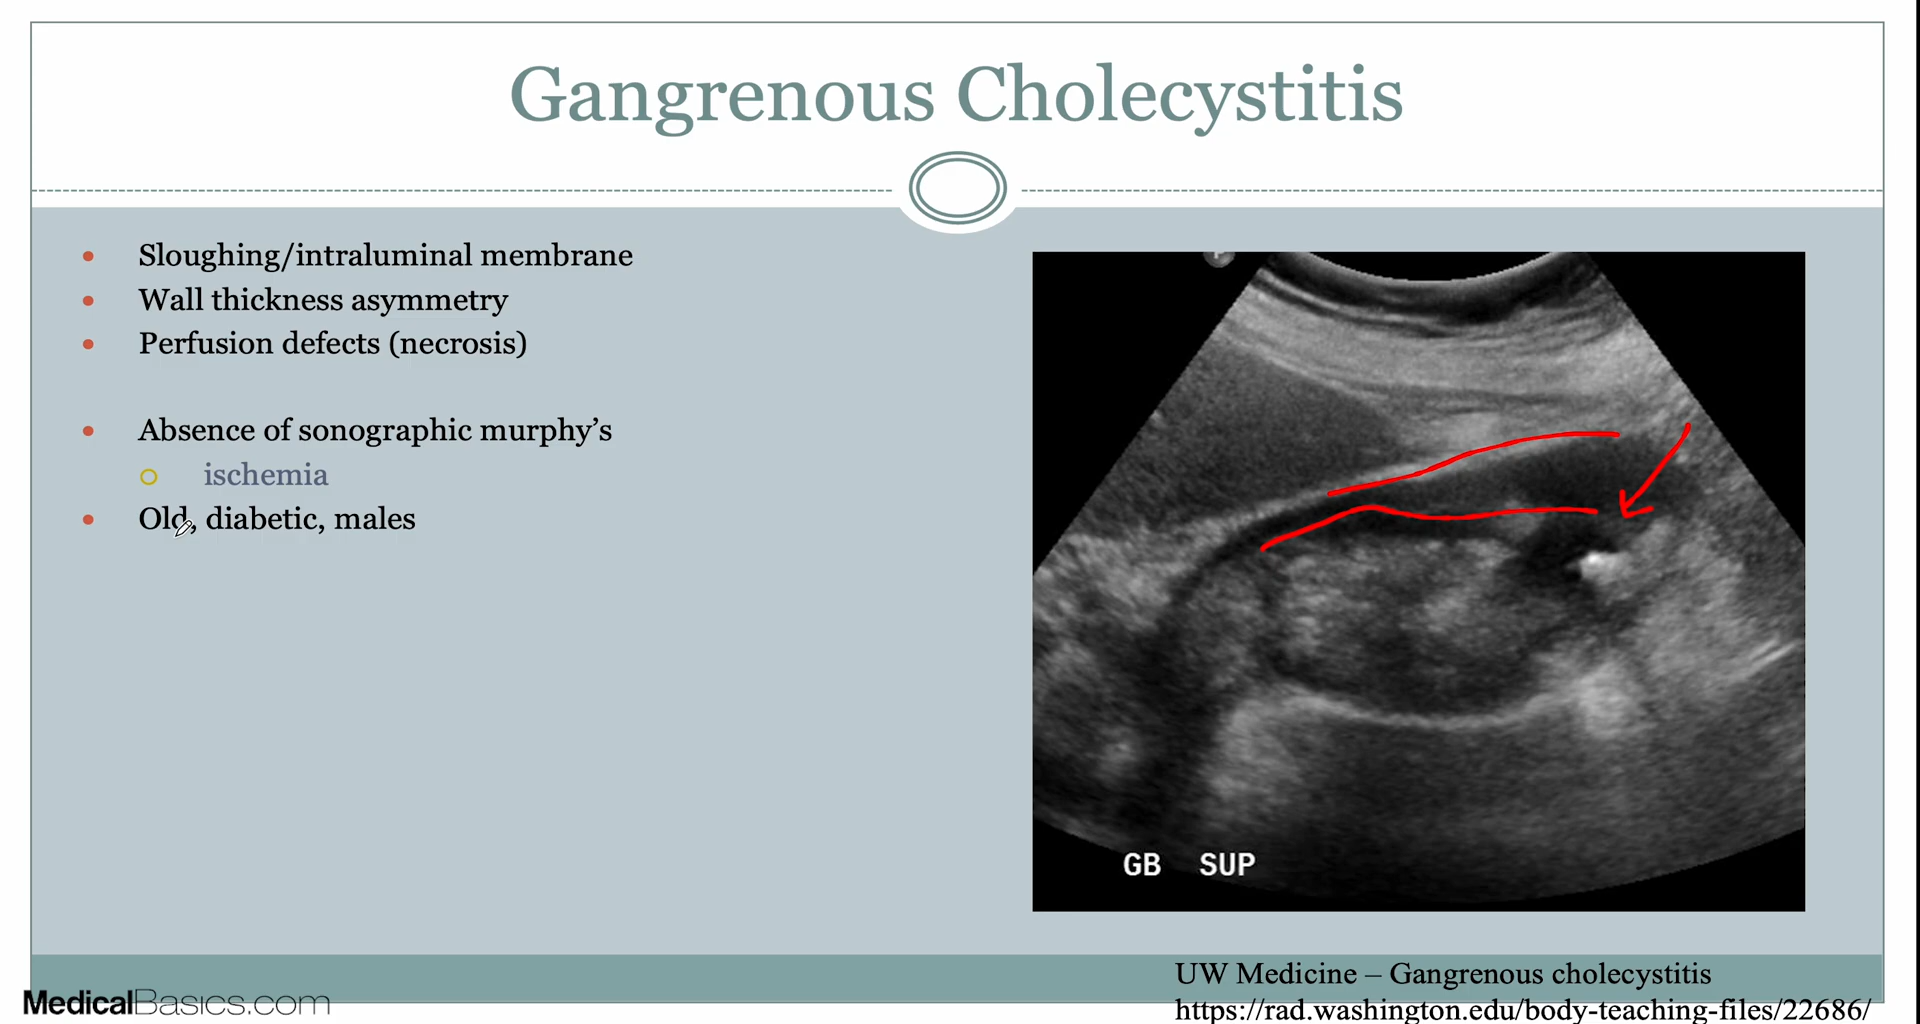 Gangrenous Cholecystitis
Sloughing/intraluminal membrane
Wall thickness asymmetry
Perfusion defects (necrosis)
Absence of sonographic murphy’s
ischemia
Old, diabetic, males
GB SUP
UW Medicine – Gangrenous cholecystitis
https://rad.washington.edu/body-teaching-files/22686/
MedicalBasics.com